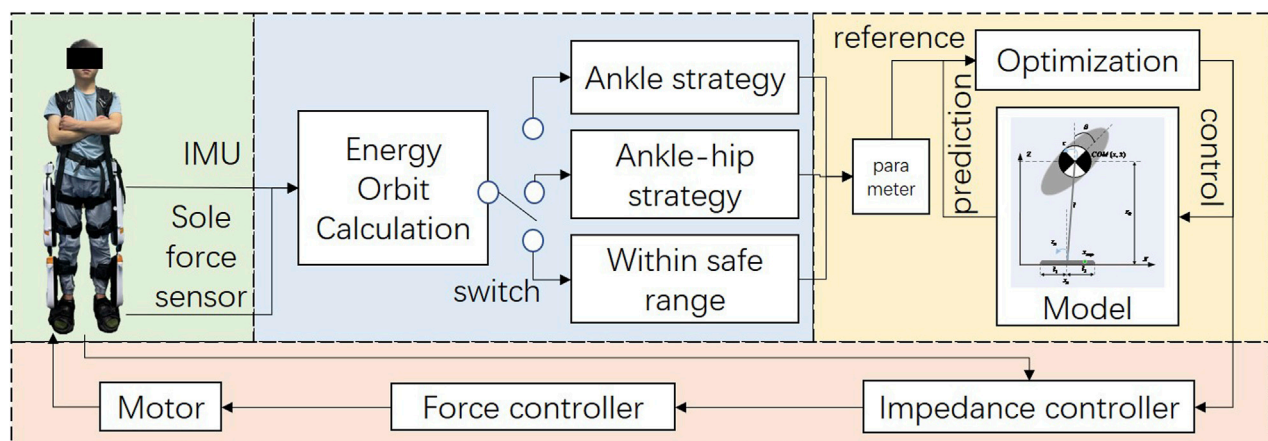 IMU
Sole
force
sensor
Energy
Orbit
Calculation
switch
Ankle strategy
Ankle-hip
strategy
Within safe
range
para
meter
reference
prediction
Optimization
control
COM (x, z)
Model
Motor
Force controller
Impedance controller